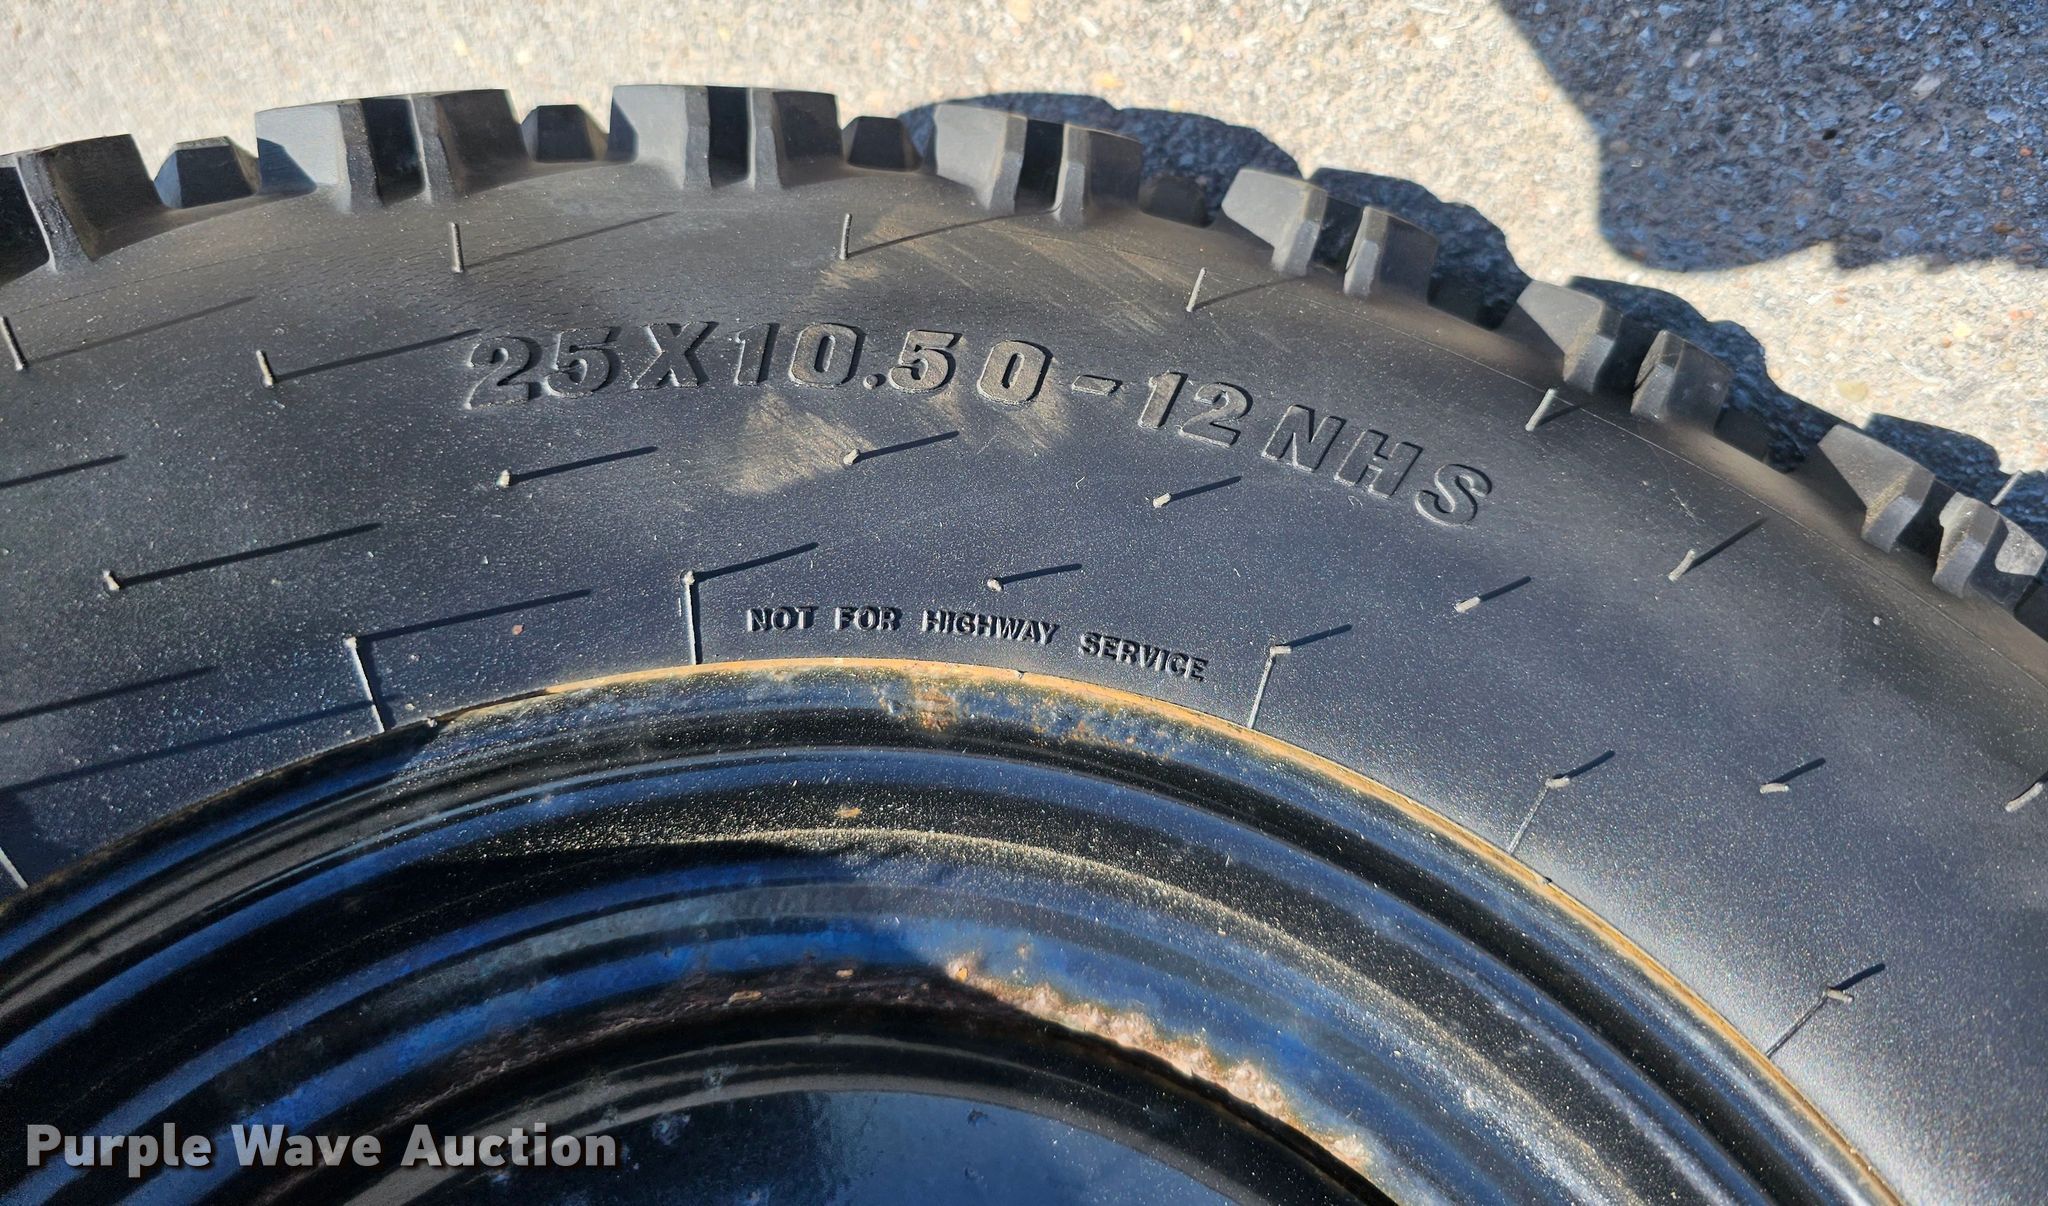 25X10.50-12 NHS
NOT FOR HIGHWAY SERVICE
Purple Wave Auction